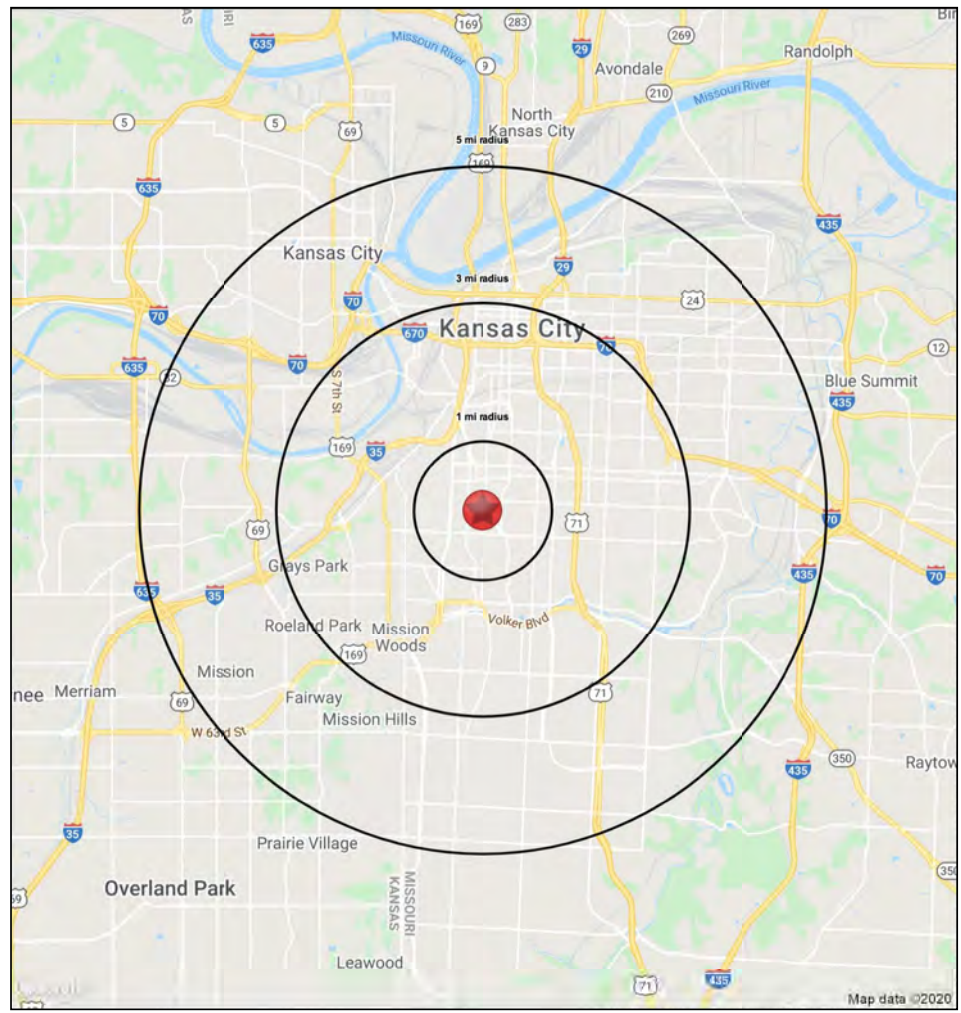 AS
IRI
169
283
Bir
635
Missouri River
29
269
Randolph
9
Avondale
210
Missouri River
North
Kansas City
5
5
69
5 mi radius
169
635
435
Kansas City
29
3 mi radius
70
24
70
670
Kansas City
70
12
635
70
32
S 7th St
Blue Summit
435
1 mi radius
169
35
71
70
69
Grays Park
435
70
635
35
Roeland Park
Mission
Woods
Volker Blvd
169
Mission
nee
Merriam
69
Fairway
71
Mission Hills
W 63rd St
350
Raytow
435
35
Prairie Village
350
69
Overland Park
MISSOURI
KANSAS
Leawood
71
435
Map data ©2020